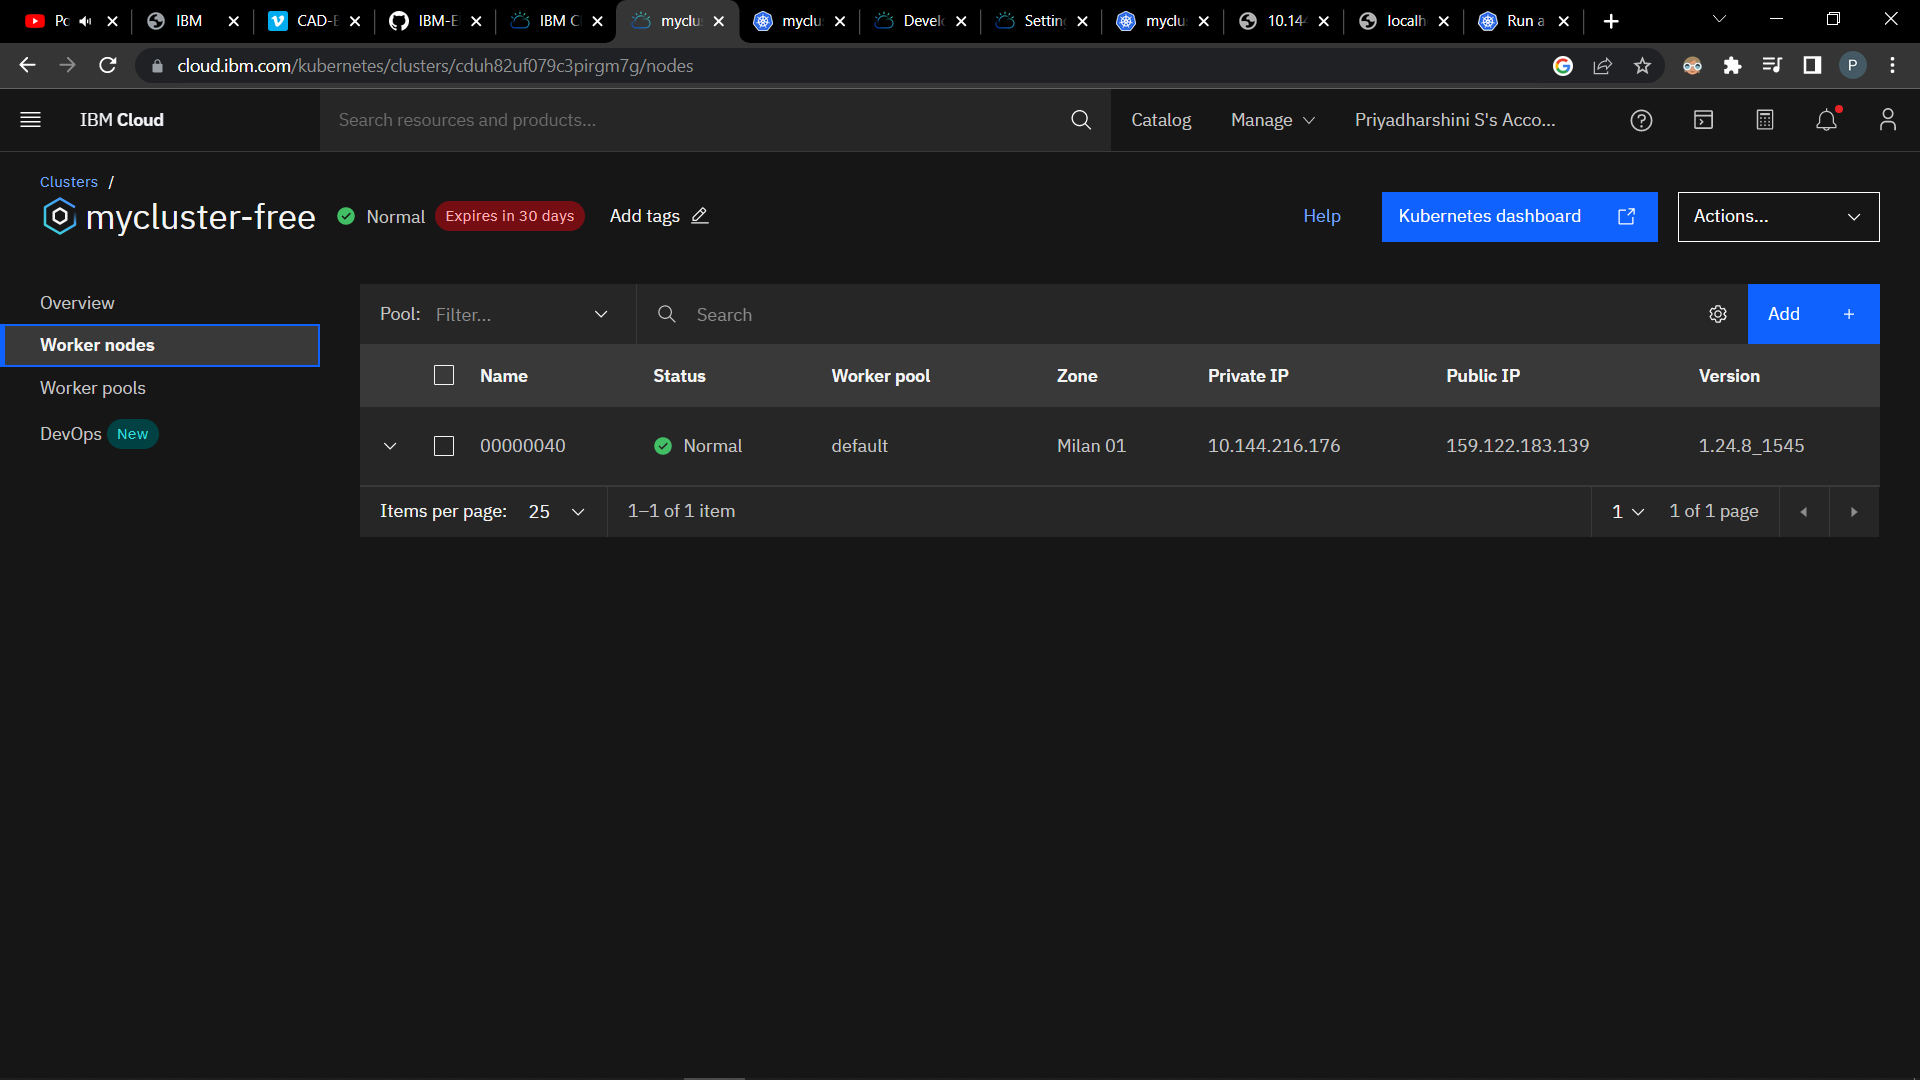 Pc
IBM
CAD-E
IBM-E
IBM Cl
myclu
myclu
Devel
Settin
myclu
10.14
localh
Run a
cloud.ibm.com/kubernetes/clusters/cduh82uf079c3pirgm7g/nodes
P
IBM Cloud
Search resources and products...
Catalog
Manage
Priyadharshini S's Acco...
Clusters /
mycluster-free
Normal
Expires in 30 days
Add tags
Help
Kubernetes dashboard
Actions...
Overview
Worker nodes
Worker pools
DevOps New
Pool: Filter...
Search
Add +
Name Status Worker pool Zone Private IP Public IP Version
00000040 Normal default Milan 01 10.144.216.176 159.122.183.139 1.24.8_1545
Items per page: 25
1–1 of 1 item
1
1 of 1 page